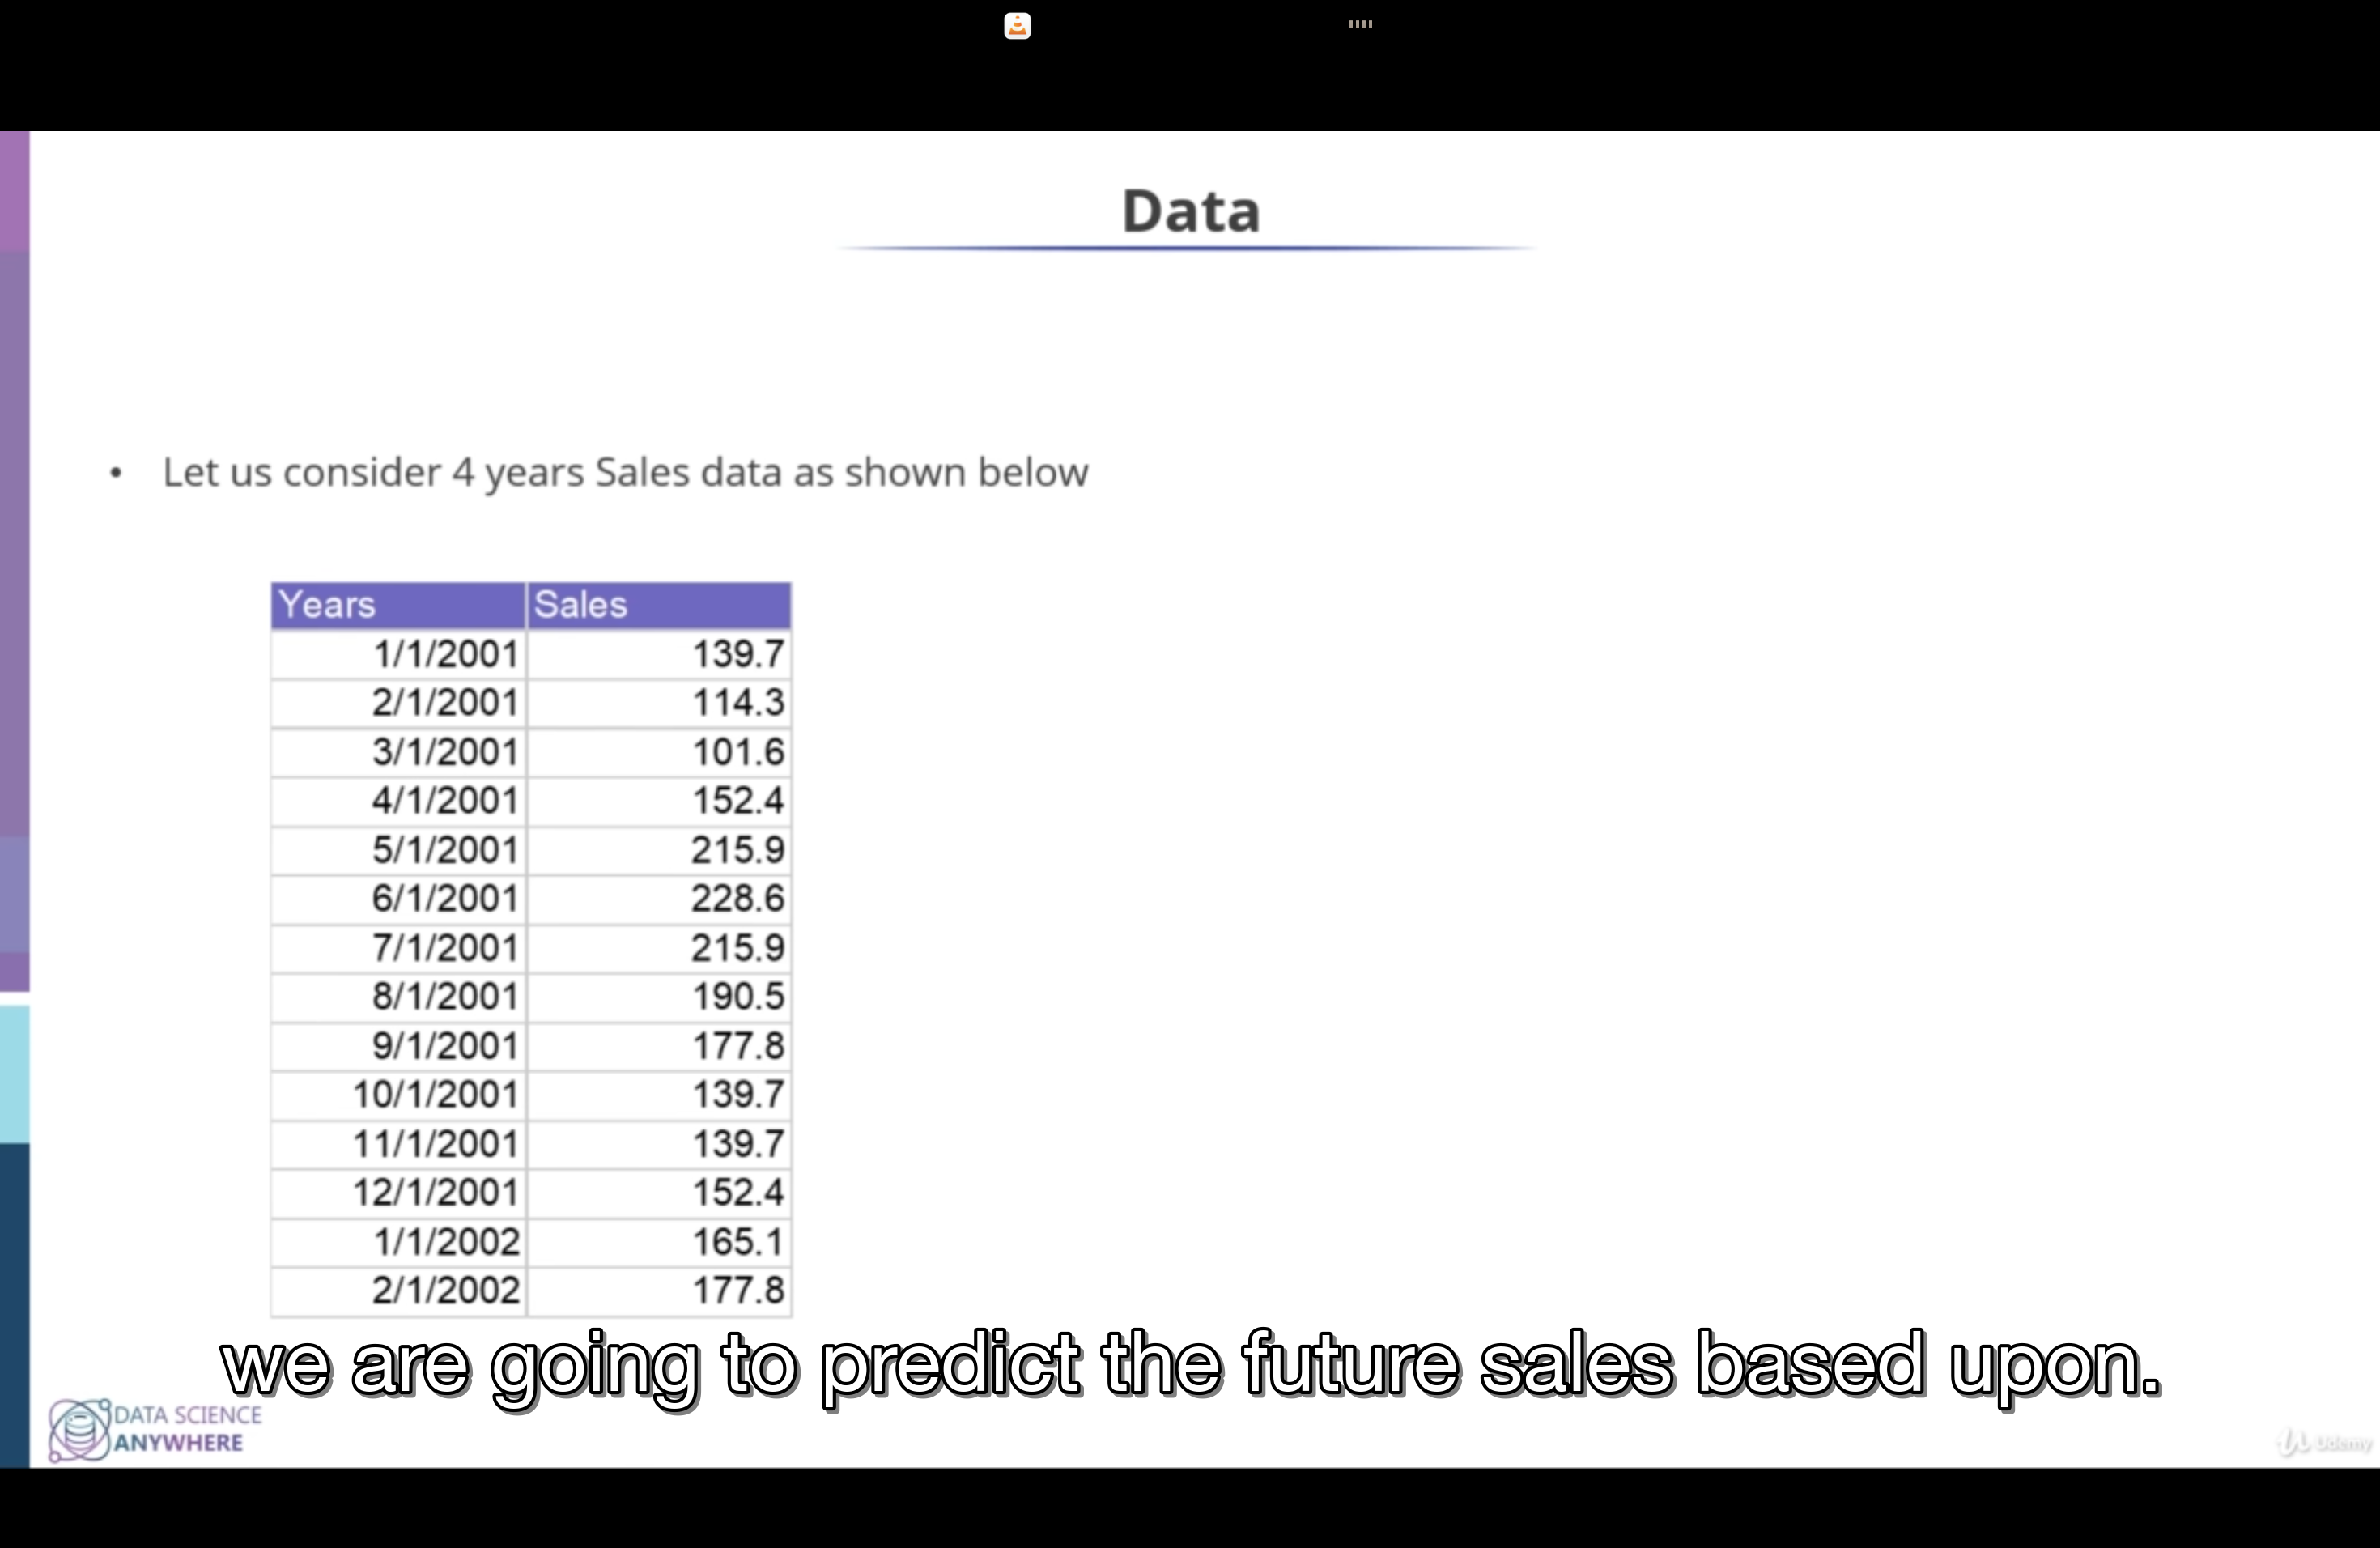 Data
• Let us consider 4 years Sales data as shown below
Years Sales
1/1/2001 139.7
2/1/2001 114.3
3/1/2001 101.6
4/1/2001 152.4
5/1/2001 215.9
6/1/2001 228.6
7/1/2001 215.9
8/1/2001 190.5
9/1/2001 177.8
10/1/2001 139.7
11/1/2001 139.7
12/1/2001 152.4
1/1/2002 165.1
2/1/2002 177.8
we are going to predict the future sales based upon.
DATA SCIENCE
ANYWHERE
Udemy